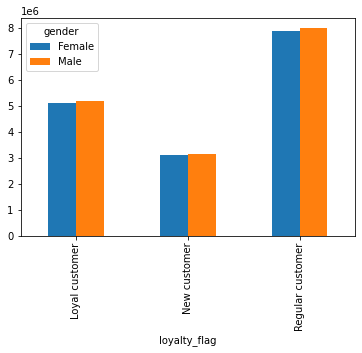 1e6
gender
Female
Male
8
7
6
5
4
3
2
1
0
Loyal customer
New customer
Regular customer
loyalty_flag